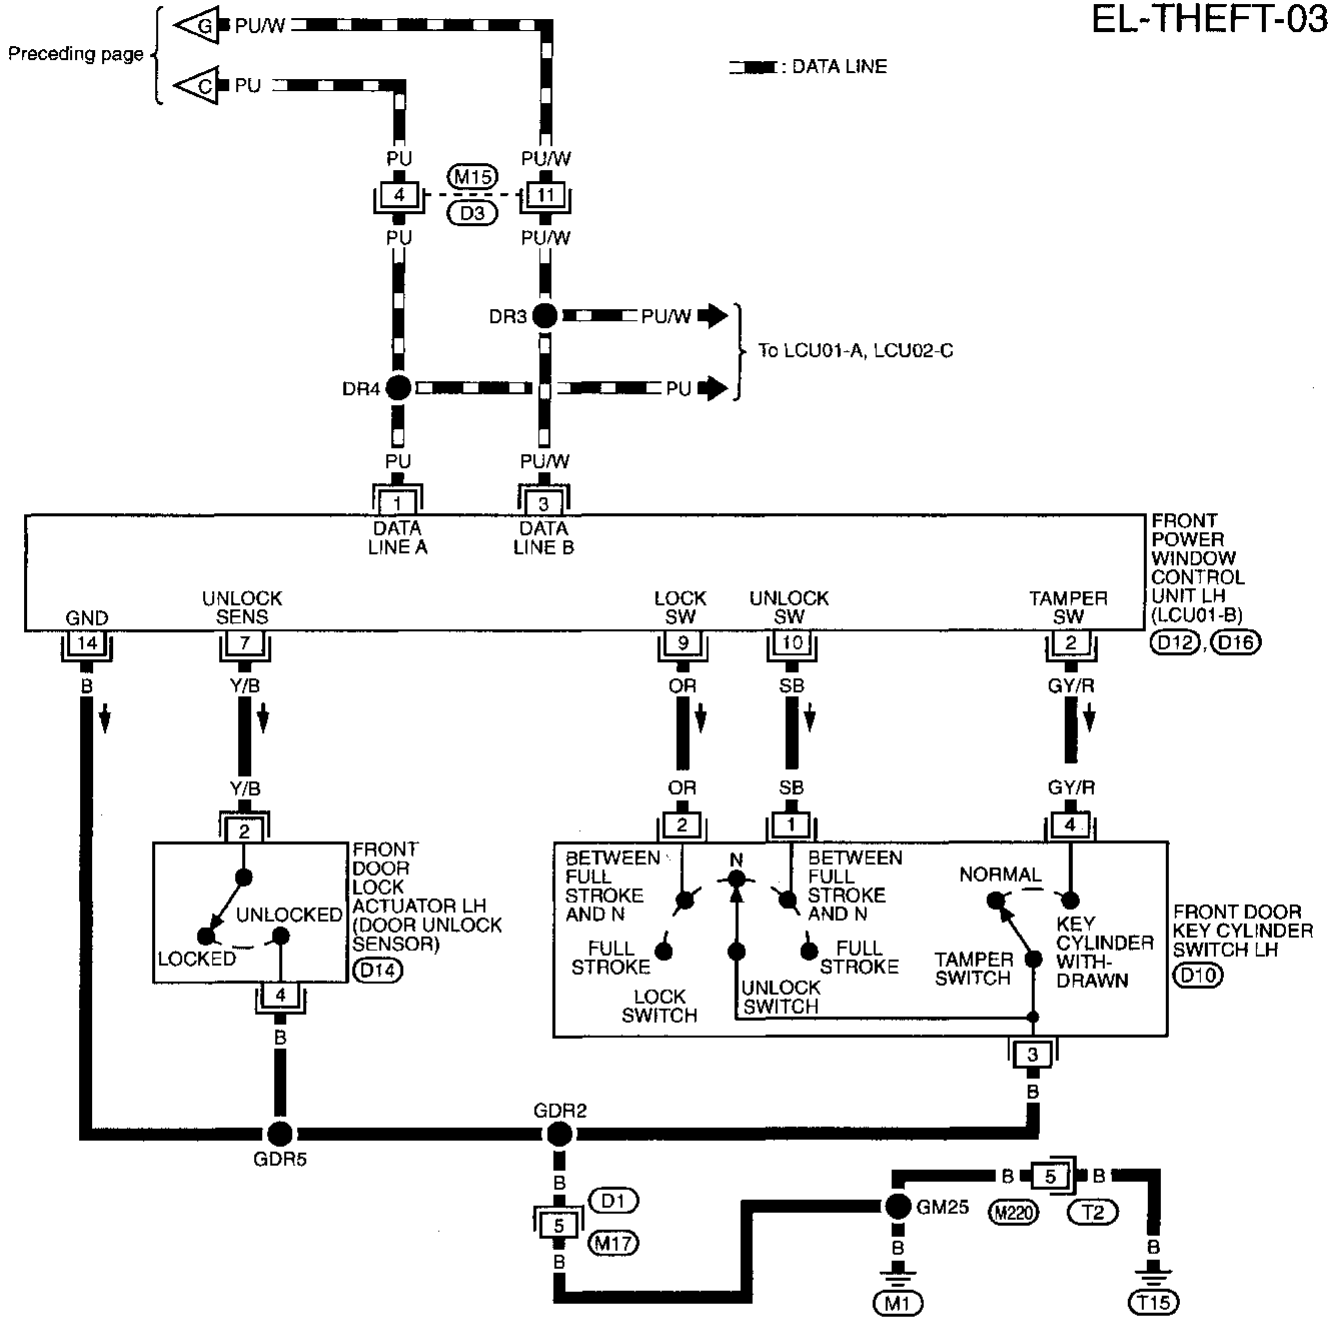 EL-THEFT-03
G PU/W
Preceding page
: DATA LINE
C PU
PU PU/W
M15
4 11
D3
PU PU/W
DR3 PU/W
To LCU01-A, LCU02-C
DR4 PU
PU PU/W
1 3
DATA LINE A
DATA LINE B
FRONT
POWER
WINDOW
CONTROL
UNIT LH
(LCU01-B)
D12, D16
GND
UNLOCK
SENS
LOCK
SW
UNLOCK
SW
TAMPER
SW
14 7 9 10 2
B Y/B OR SB GY/R
Y/B OR SB GY/R
2 2 1 4
FRONT
DOOR
LOCK
ACTUATOR LH
(DOOR UNLOCK
SENSOR)
D14
UNLOCKED
LOCKED
4
B
BETWEEN
FULL
STROKE
AND N
N
BETWEEN
FULL
STROKE
AND N
FULL
STROKE
FULL
STROKE
LOCK
SWITCH
UNLOCK
SWITCH
NORMAL
TAMPER
SWITCH
KEY
CYLINDER
WITH-
DRAWN
FRONT DOOR
KEY CYLINDER
SWITCH LH
D10
3
B
GDR5
GDR2
B
D1
5
M17
B
GM25
B 5 B
M220 T2
B B
M1 T15